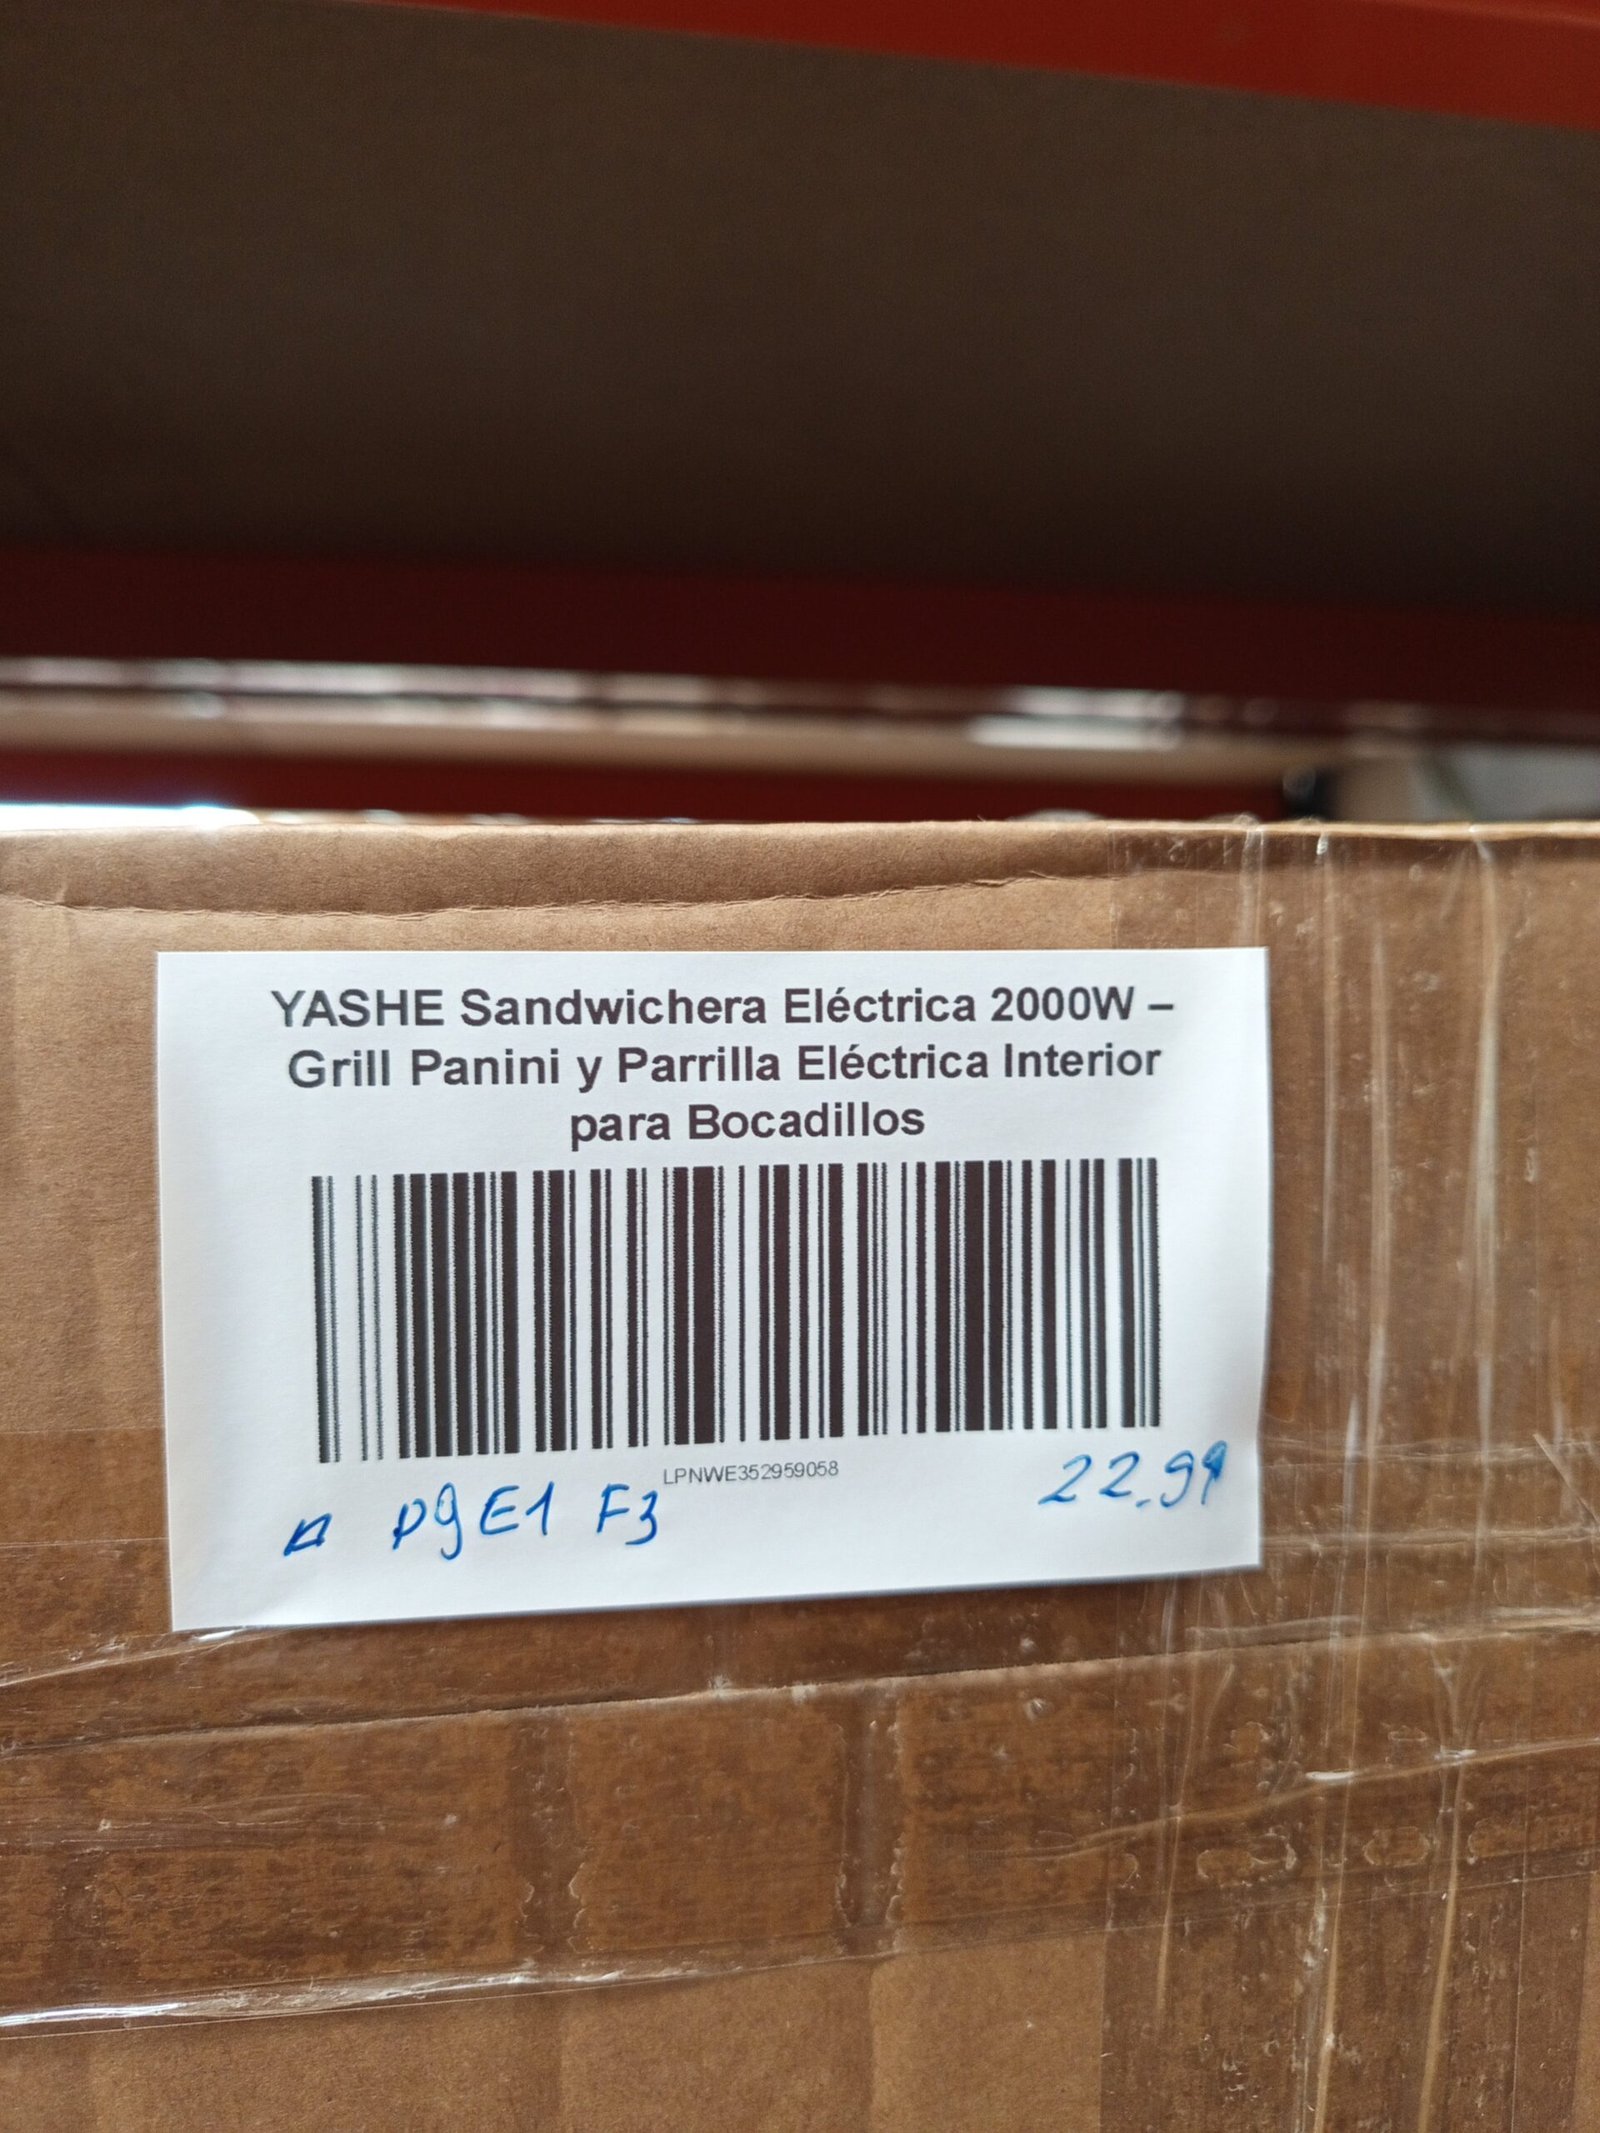 YASHE Sandwichera Eléctrica 2000W –
Grill Panini y Parrilla Eléctrica Interior
para Bocadillos
LPNWE352959058
P9E1 F3
22.99